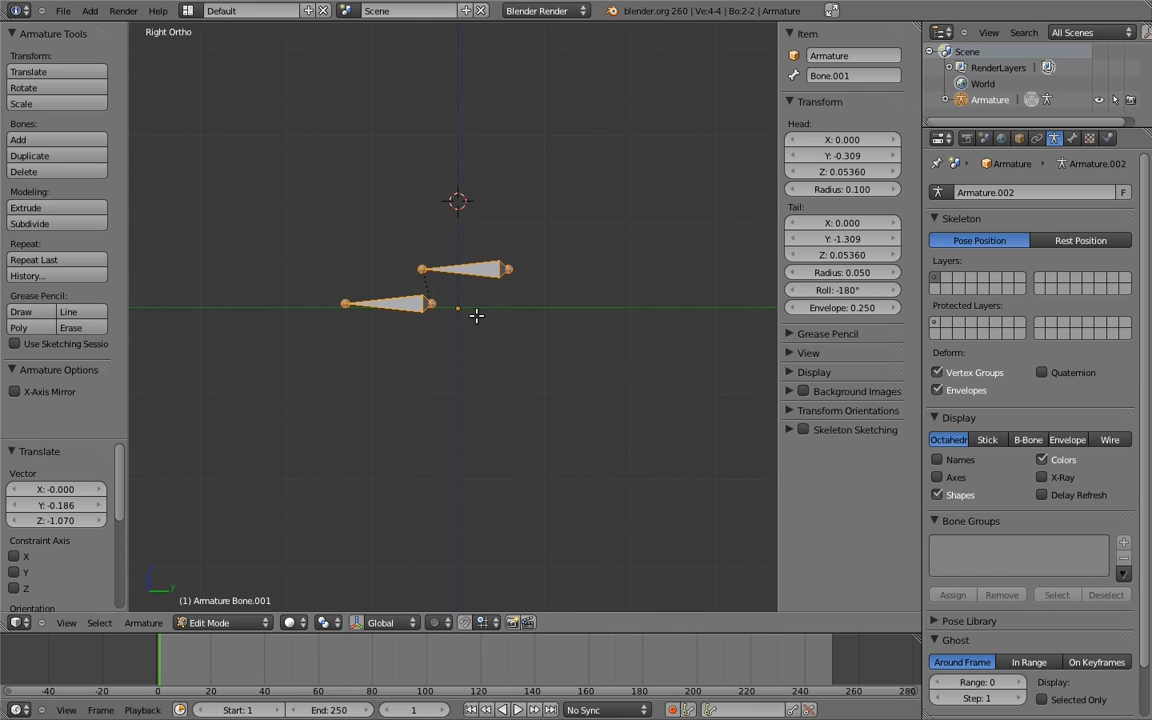 File Add Render Help Default Scene Blender Render blender.org 260 | Ve:4-4 | Bo:2-2 | Armature
Armature Tools
Transform:
Translate
Rotate
Scale
Bones:
Add
Duplicate
Delete
Modeling:
Extrude
Subdivide
Repeat:
Repeat Last
History...
Grease Pencil:
Draw Line
Poly Erase
Use Sketching Sessio
Armature Options
X-Axis Mirror
Translate
Vector
X: -0.000
Y: -0.186
Z: -1.070
Constraint Axis
X
Y
Z
Orientation
Right Ortho
y
(1) Armature Bone.001
View Select Armature Edit Mode Global
Item
Armature
Bone.001
Transform
Head:
X: 0.000
Y: -0.309
Z: 0.05360
Radius: 0.100
Tail:
X: 0.000
Y: -1.309
Z: 0.05360
Radius: 0.050
Roll: -180°
Envelope: 0.250
Grease Pencil
View
Display
Background Images
Transform Orientations
Skeleton Sketching
View Search All Scenes
Scene
RenderLayers |
World
Armature |
Armature Armature.002
Armature.002 F
Skeleton
Pose Position Rest Position
Layers:
Protected Layers:
Deform:
Vertex Groups Quaternion
Envelopes
Display
Octahedr Stick B-Bone Envelope Wire
Names Colors
Axes X-Ray
Shapes Delay Refresh
Bone Groups
Assign Remove Select Deselect
Pose Library
Ghost
Around Frame In Range On Keyframes
Range: 0 Display:
Step: 1 Selected Only
-40 -20 0 20 40 60 80 100 120 140 160 180 200 220 240 260 280
View Frame Playback Start: 1 End: 250 1 No Sync